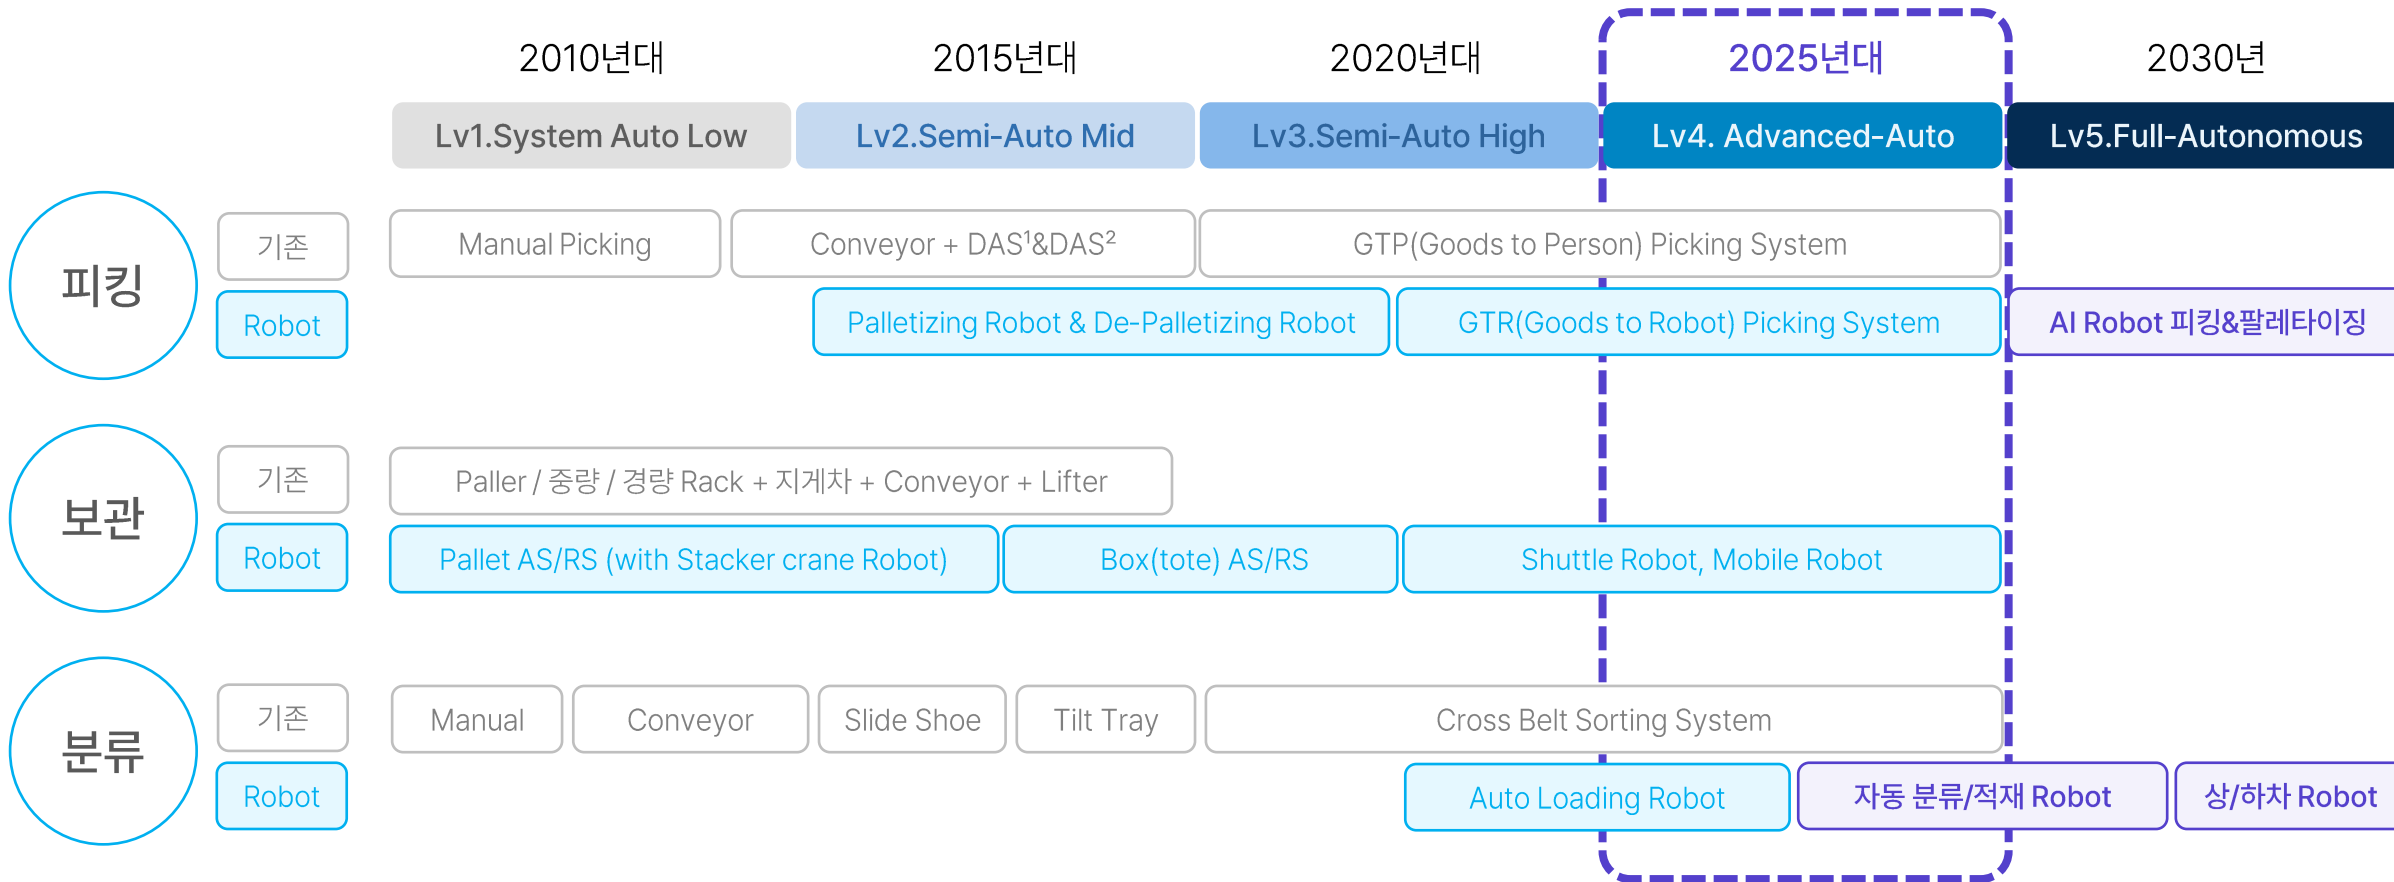 2010년대
2015년대
2020년대
2025년대
2030년
Lv1.System Auto Low
Lv2.Semi-Auto Mid
Lv3.Semi-Auto High
Lv4. Advanced-Auto
Lv5.Full-Autonomous
피킹
기존
Manual Picking
Conveyor + DAS¹&DAS²
GTP(Goods to Person) Picking System
Robot
Palletizing Robot & De-Palletizing Robot
GTR(Goods to Robot) Picking System
AI Robot 피킹&팔레타이징
보관
기존
Paller / 중량 / 경량 Rack + 지게차 + Conveyor + Lifter
Robot
Pallet AS/RS (with Stacker crane Robot)
Box(tote) AS/RS
Shuttle Robot, Mobile Robot
분류
기존
Manual
Conveyor
Slide Shoe
Tilt Tray
Cross Belt Sorting System
Robot
Auto Loading Robot
자동 분류/적재 Robot
상/하차 Robot